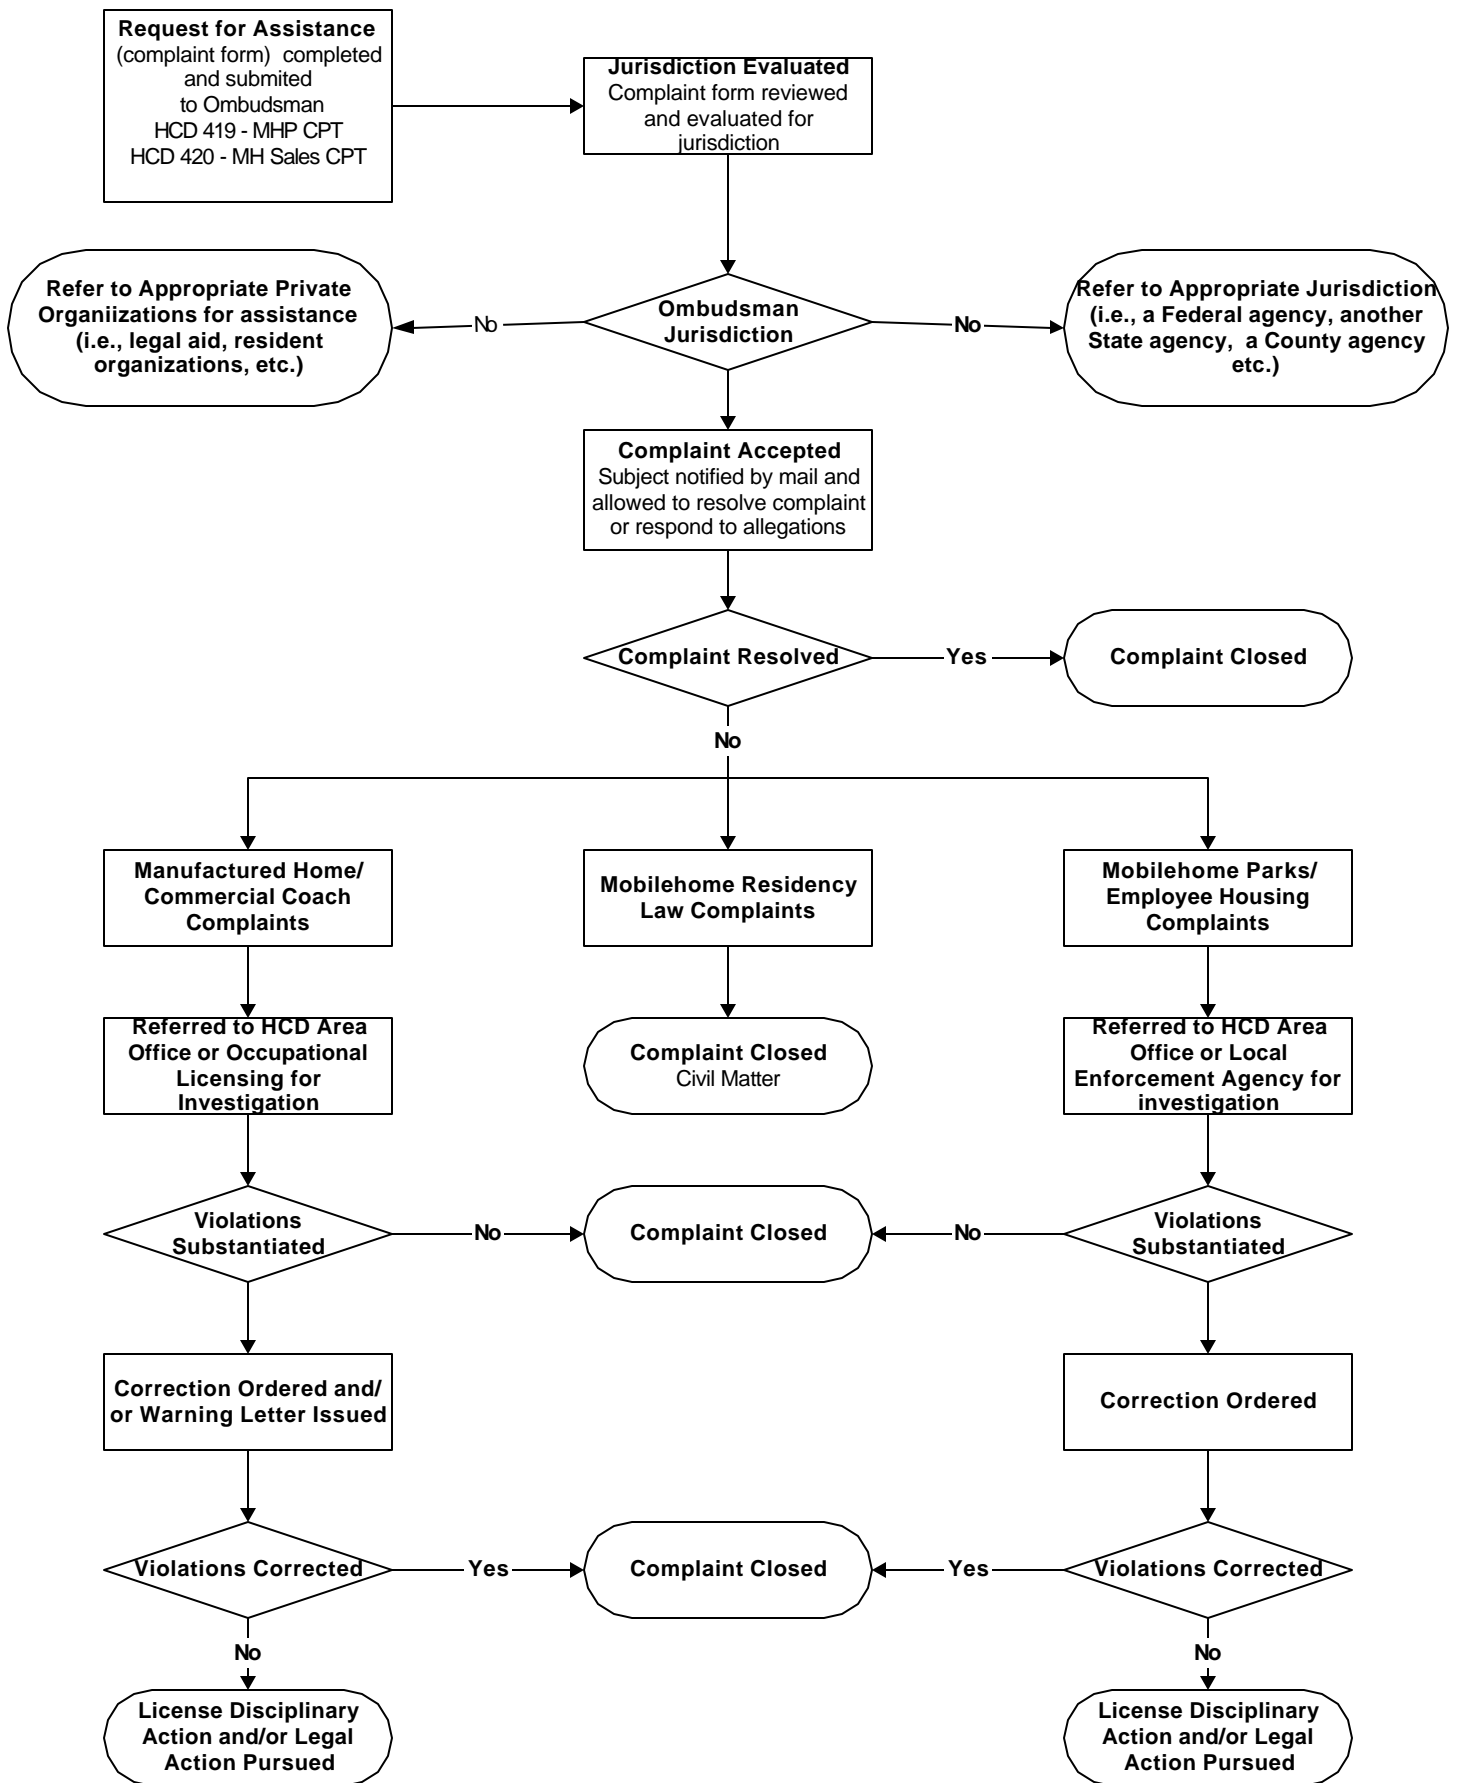 Request for Assistance
(complaint form) completed
and submited
to Ombudsman
HCD 419 - MHP CPT
HCD 420 - MH Sales CPT
Jurisdiction Evaluated
Complaint form reviewed
and evaluated for
jurisdiction
Refer to Appropriate Private
Organiizations for assistance
(i.e., legal aid, resident
organizations, etc.)
No
Ombudsman
Jurisdiction
No
Refer to Appropriate Jurisdiction
(i.e., a Federal agency, another
State agency, a County agency
etc.)
Complaint Accepted
Subject notified by mail and
allowed to resolve complaint
or respond to allegations
Complaint Resolved
Yes
Complaint Closed
No
Manufactured Home/
Commercial Coach
Complaints
Mobilehome Residency
Law Complaints
Mobilehome Parks/
Employee Housing
Complaints
Referred to HCD Area
Office or Occupational
Licensing for
Investigation
Complaint Closed
Civil Matter
Referred to HCD Area
Office or Local
Enforcement Agency for
investigation
Violations
Substantiated
No
Complaint Closed
No
Violations
Substantiated
Correction Ordered and/
or Warning Letter Issued
Correction Ordered
Violations Corrected
Yes
Complaint Closed
Yes
Violations Corrected
No
No
License Disciplinary
Action and/or Legal
Action Pursued
License Disciplinary
Action and/or Legal
Action Pursued